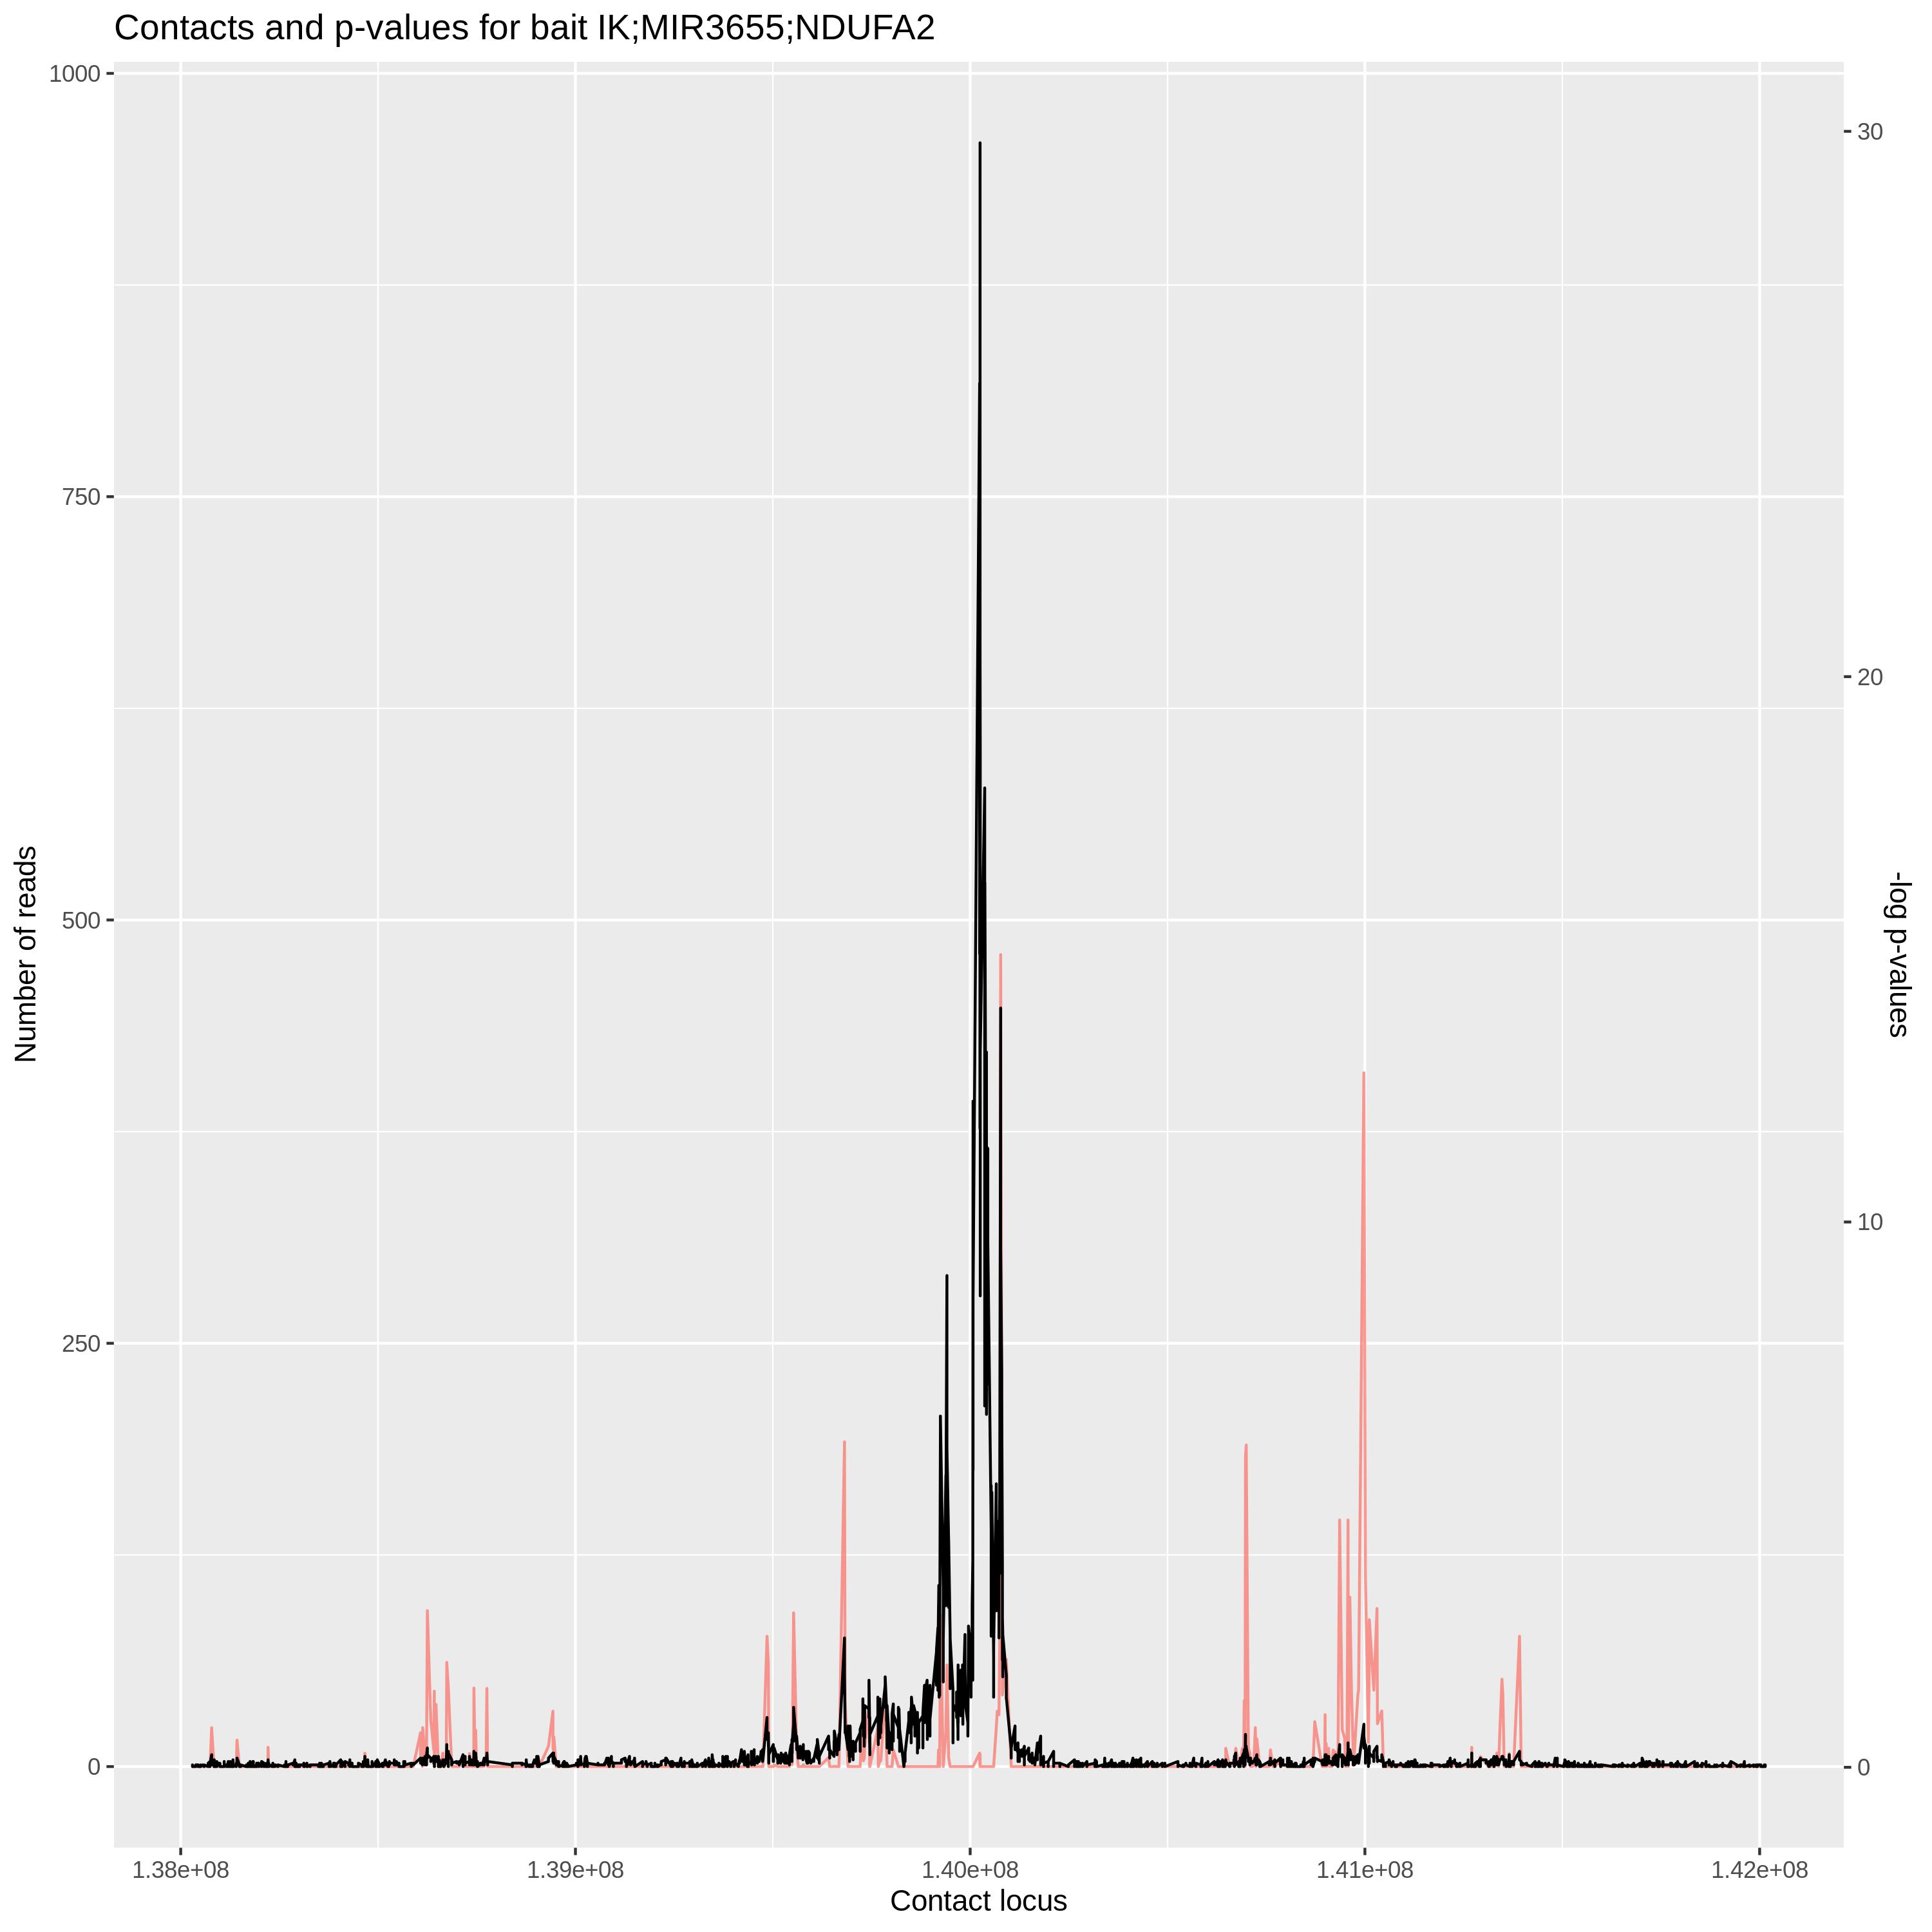 Contacts and p-values for bait IK;MIR3655;NDUFA2
1000
750
500
250
0
Number of reads
30
20
10
0
-log p-values
1.38e+08 1.39e+08 1.40e+08 1.41e+08 1.42e+08
Contact locus